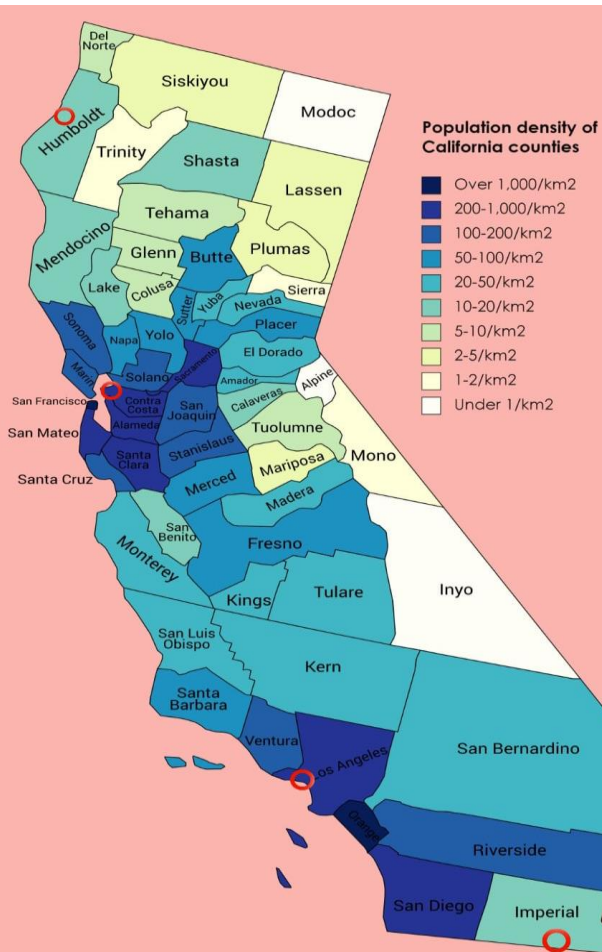 Del
Norte
Siskiyou
Modoc
Humboldt
Trinity
Shasta
Lassen
Population density of
California counties
Over 1,000/km2
200-1,000/km2
100-200/km2
50-100/km2
20-50/km2
10-20/km2
5-10/km2
2-5/km2
1-2/km2
Under 1/km2
Tehama
Plumas
Mendocino
Glenn
Butte
Lake
Colusa
Sierra
Sutter
Yuba
Nevada
Placer
Sonoma
Napa
Yolo
El Dorado
Marin
Solano
Sacramento
Amador
Alpine
San Francisco
Contra
Costa
San
Joaquin
Calaveras
Alameda
Tuolumne
San Mateo
Mono
Santa
Clara
Stanislaus
Mariposa
Santa Cruz
Merced
Madera
San
Benito
Fresno
Monterey
Inyo
Kings
Tulare
San Luis
Obispo
Kern
Santa
Barbara
Ventura
Los Angeles
San Bernardino
Orange
Riverside
San Diego
Imperial